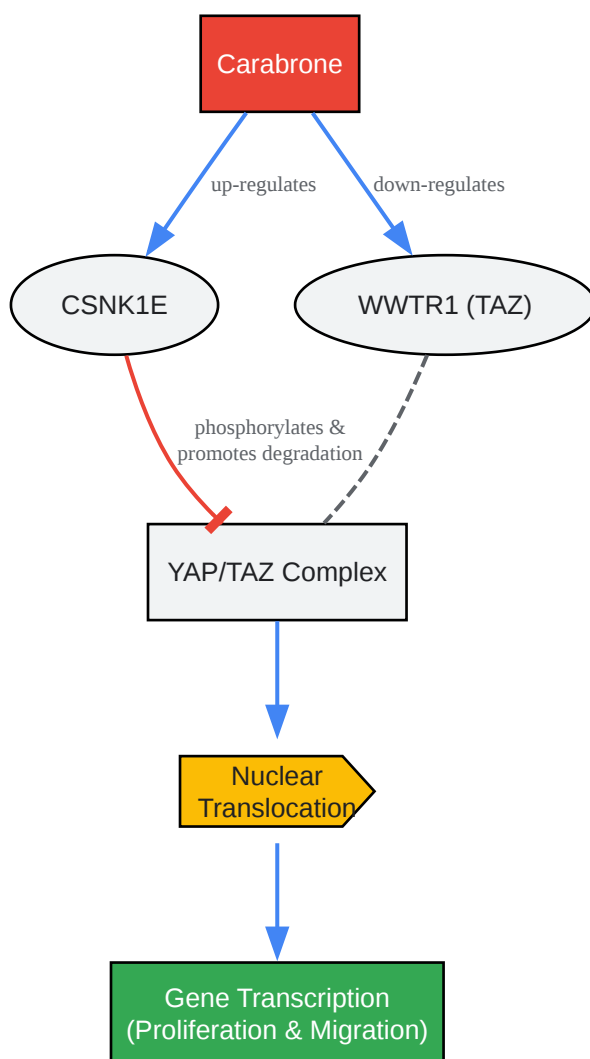 Carabrone
up-regulates
down-regulates
CSNK1E
WWTR1 (TAZ)
phosphorylates &
promotes degradation
YAP/TAZ Complex
Nuclear
Translocation
Gene Transcription
(Proliferation & Migration)